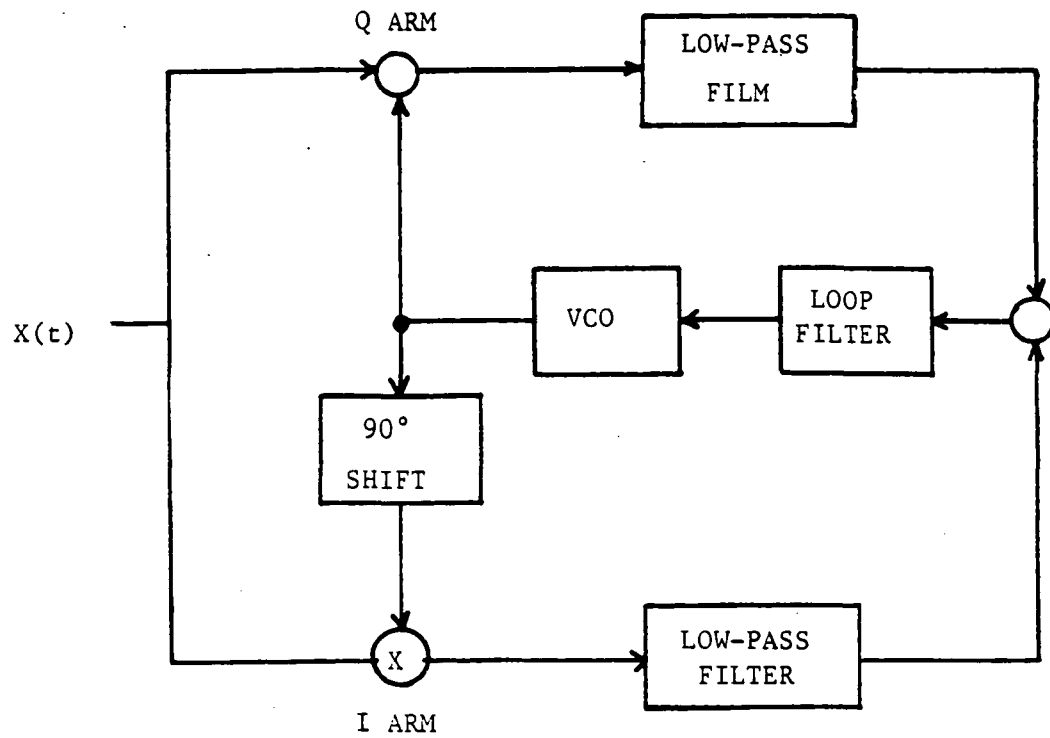 Q ARM
LOW-PASS
FILM
X(t)
VCO
LOOP
FILTER
90°
SHIFT
X
LOW-PASS
FILTER
I ARM